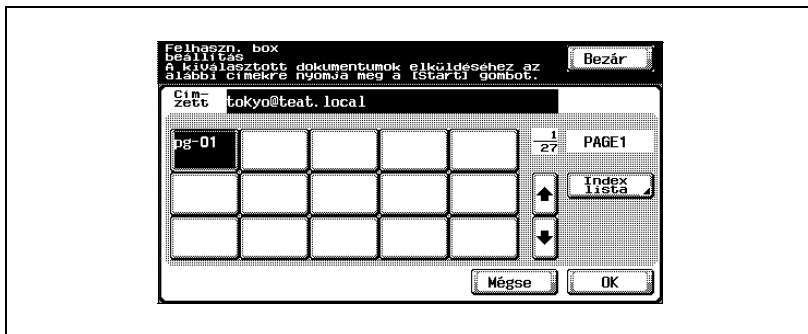 Felhaszn. box
beállítás
A kiválasztott dokumentumok elküldéséhez az
alábbi címekre nyomja meg a [Start] gombot.
Bezár
Cím-
zett
tokyo@teat.local
pg-01
1
27
PAGE1
Index
lista
Mégse
OK